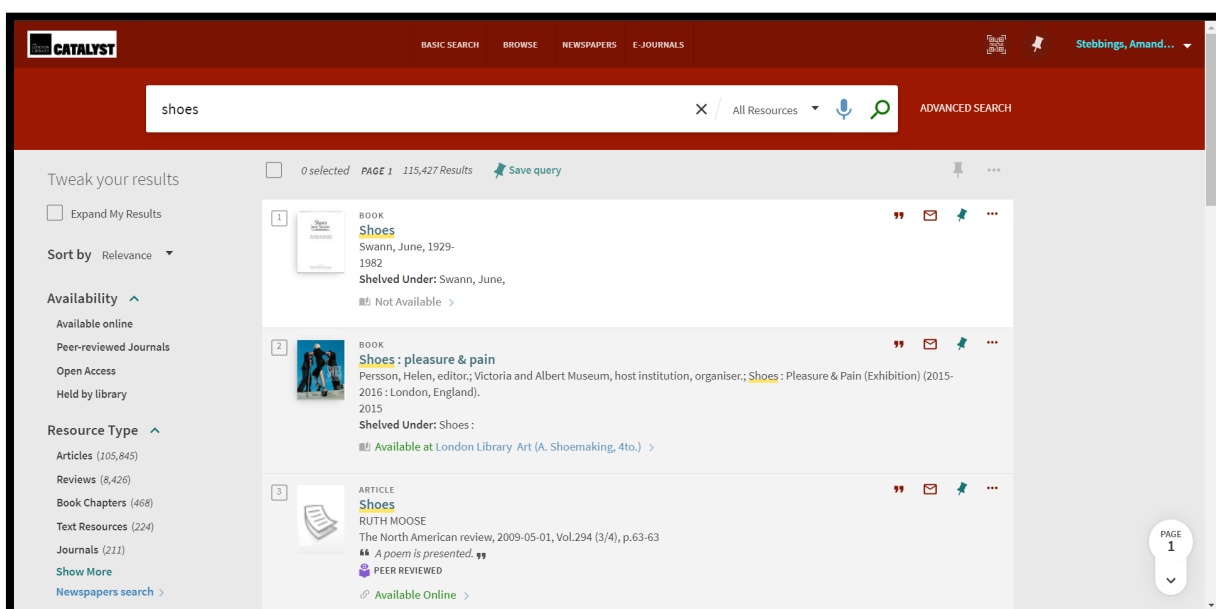 CATALYST
BASIC SEARCH
BROWSE
NEWSPAPERS
E-JOURNALS
Stebbings, Amand...
shoes
All Resources
ADVANCED SEARCH
Tweak your results
Expand My Results
Sort by Relevance
Availability
Available online
Peer-reviewed Journals
Open Access
Held by library
Resource Type
Articles (105,845)
Reviews (8,426)
Book Chapters (468)
Text Resources (224)
Journals (211)
Show More
Newspapers search
0 selected PAGE 1 115,427 Results Save query
1
BOOK
Shoes
Swann, June, 1929-
1982
Shelved Under: Swann, June,
Not Available
2
BOOK
Shoes : pleasure & pain
Persson, Helen, editor.; Victoria and Albert Museum, host institution, organiser.; Shoes : Pleasure & Pain (Exhibition) (2015-
2016 : London, England).
2015
Shelved Under: Shoes :
Available at London Library Art (A. Shoemaking, 4to.)
3
ARTICLE
Shoes
RUTH MOOSE
The North American review, 2009-05-01, Vol.294 (3/4), p.63-63
❝ A poem is presented. ❞
PEER REVIEWED
Available Online
PAGE
1